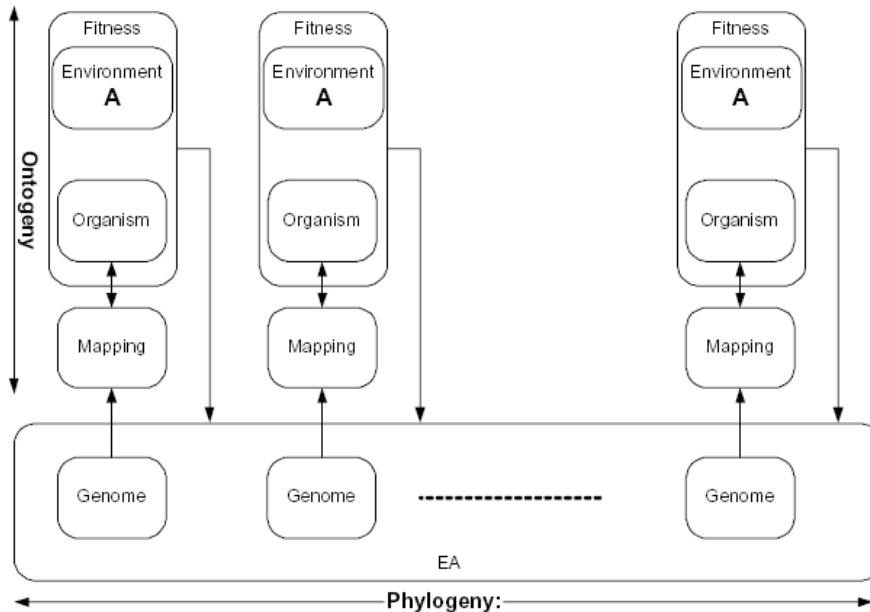 Fitness
Fitness
Fitness
Environment
A
Environment
A
Environment
A
Ontogeny
Organism
Organism
Organism
Mapping
Mapping
Mapping
Genome
Genome
Genome
EA
Phylogeny: